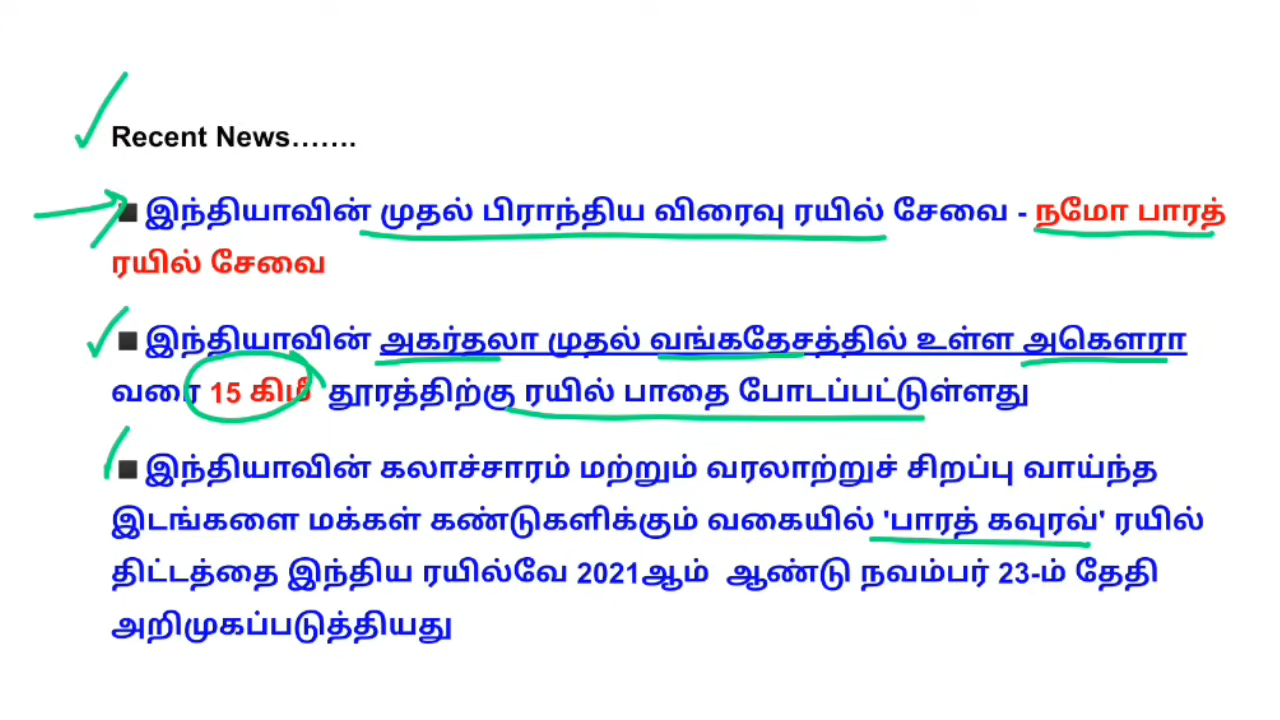 Recent News.......
▪இந்தியாவின் முதல் பிராந்திய விரைவு ரயில் சேவை - நமோ பாரத்
ரயில் சேவை
▪இந்தியாவின் அகர்தலா முதல் வங்கதேசத்தில் உள்ள அகௌரா
வரை 15 கிமீ தூரத்திற்கு ரயில் பாதை போடப்பட்டுள்ளது
▪இந்தியாவின் கலாச்சாரம் மற்றும் வரலாற்றுச் சிறப்பு வாய்ந்த
இடங்களை மக்கள் கண்டுகளிக்கும் வகையில் 'பாரத் கவுரவ்' ரயில்
திட்டத்தை இந்திய ரயில்வே 2021ஆம் ஆண்டு நவம்பர் 23-ம் தேதி
அறிமுகப்படுத்தியது